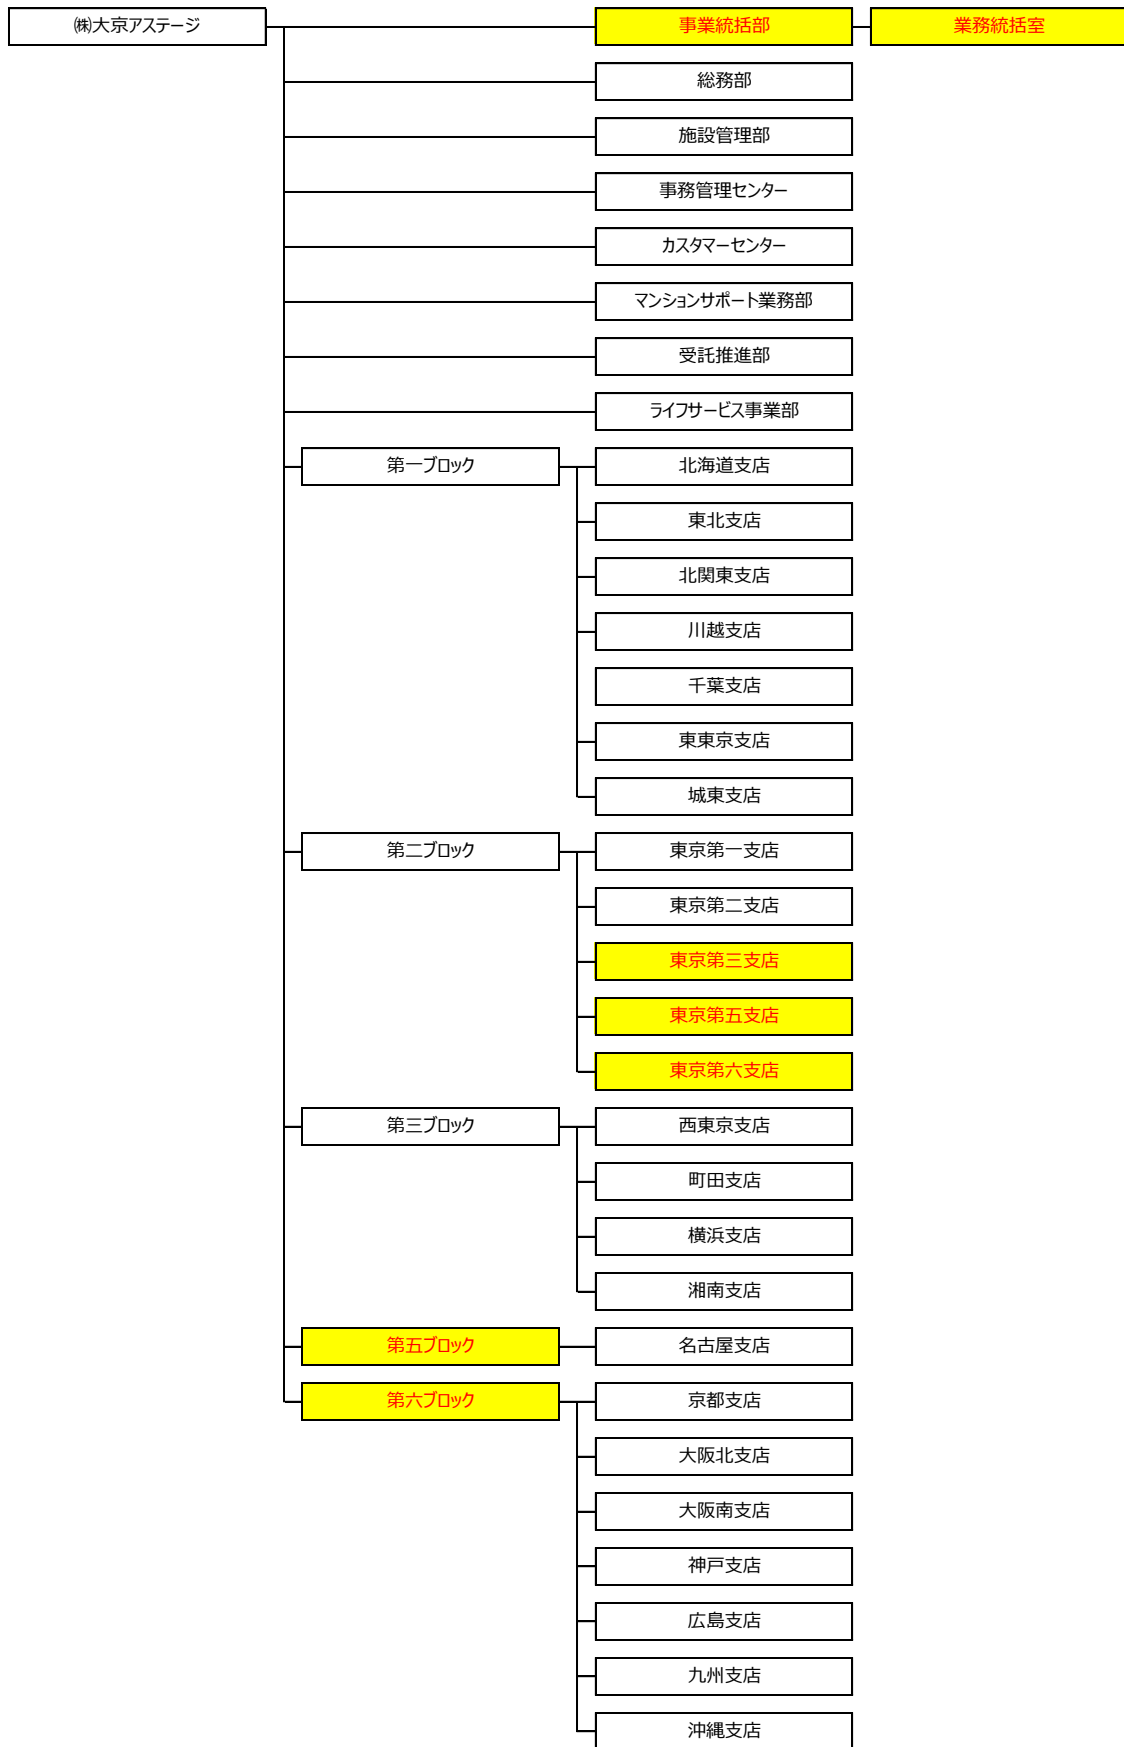 ㈱大京アステージ
事業統括部
業務統括室
総務部
施設管理部
事務管理センター
カスタマーセンター
マンションサポート業務部
受託推進部
ライフサービス事業部
第一ブロック
北海道支店
東北支店
北関東支店
川越支店
千葉支店
東東京支店
城東支店
第二ブロック
東京第一支店
東京第二支店
東京第三支店
東京第五支店
東京第六支店
第三ブロック
西東京支店
町田支店
横浜支店
湘南支店
第五ブロック
名古屋支店
第六ブロック
京都支店
大阪北支店
大阪南支店
神戸支店
広島支店
九州支店
沖縄支店